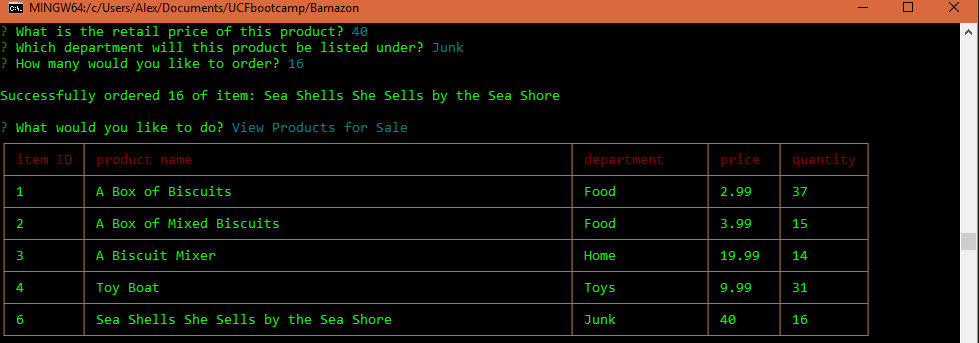 MINGW64:/c/Users/Alex/Documents/UCFbootcamp/Bamazon
? What is the retail price of this product? 40
? Which department will this product be listed under? Junk
? How many would you like to order? 16
Successfully ordered 16 of item: Sea Shells She Sells by the Sea Shore
? What would you like to do? View Products for Sale
item ID product name department price quantity
1 A Box of Biscuits Food 2.99 37
2 A Box of Mixed Biscuits Food 3.99 15
3 A Biscuit Mixer Home 19.99 14
4 Toy Boat Toys 9.99 31
6 Sea Shells She Sells by the Sea Shore Junk 40 16